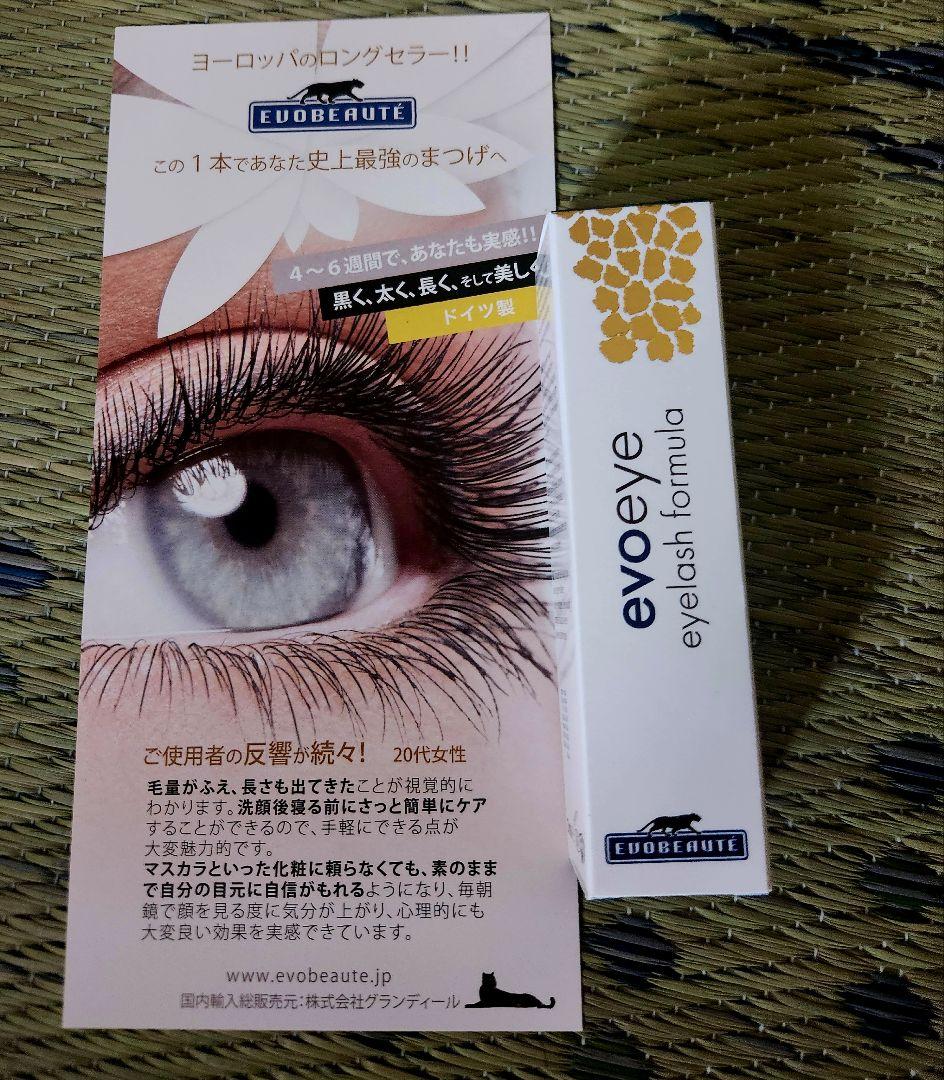 ヨーロッパのロングセラー!!
EVOBEAUTÉ
この1本であなた史上最強のまつげへ
4～6週間で、あなたも実感!!
黒く、太く、長く、そして美しく
ドイツ製
ご使用者の反響が続々! 20代女性
毛量がふえ、長さも出てきたことが視覚的に
わかります。洗顔後寝る前にさっと簡単にケア
することができるので、手軽にできる点が
大変魅力的です。
マスカラといった化粧に頼らなくても、素のまま
で自分の目元に自信がもれるようになり、毎朝
鏡で顔を見る度に気分が上がり、心理的にも
大変良い効果を実感できています。
www.evobeaute.jp
国内輸入総販売元:株式会社グランディール
evoeye
eyelash formula
EVOBEAUTÉ